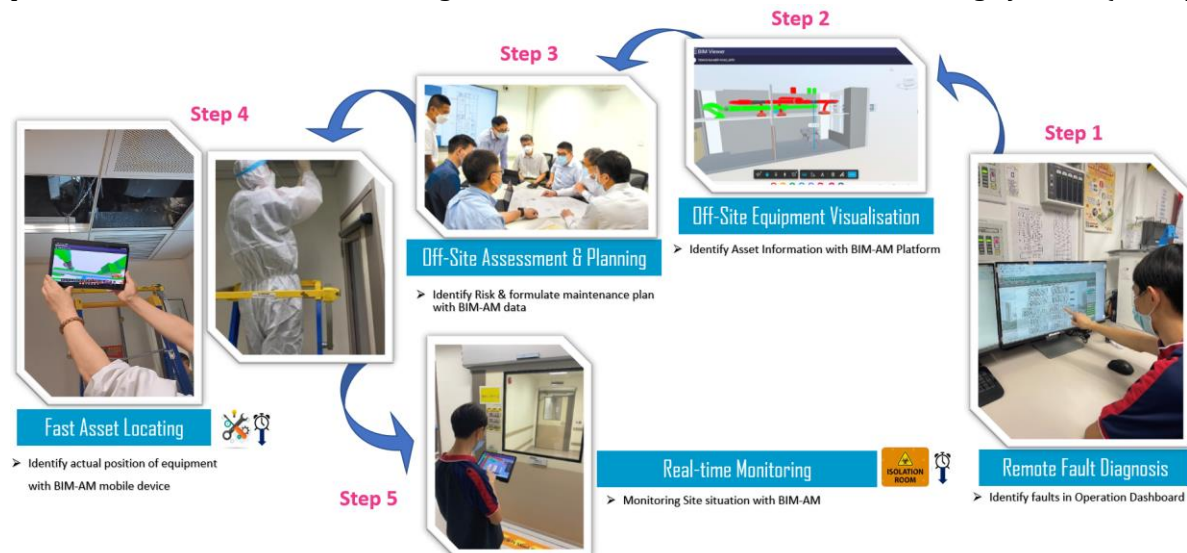 Step 1
Remote Fault Diagnosis
➤ Identify faults in Operation Dashboard
Step 2
BIM Viewer
Off-Site Equipment Visualisation
➤ Identify Asset Information with BIM-AM Platform
Step 3
Off-Site Assessment & Planning
➤ Identify Risk & formulate maintenance plan
with BIM-AM data
Step 4
Fast Asset Locating
➤ Identify actual position of equipment
with BIM-AM mobile device
Step 5
Real-time Monitoring
ISOLATION
ROOM
➤ Monitoring Site situation with BIM-AM